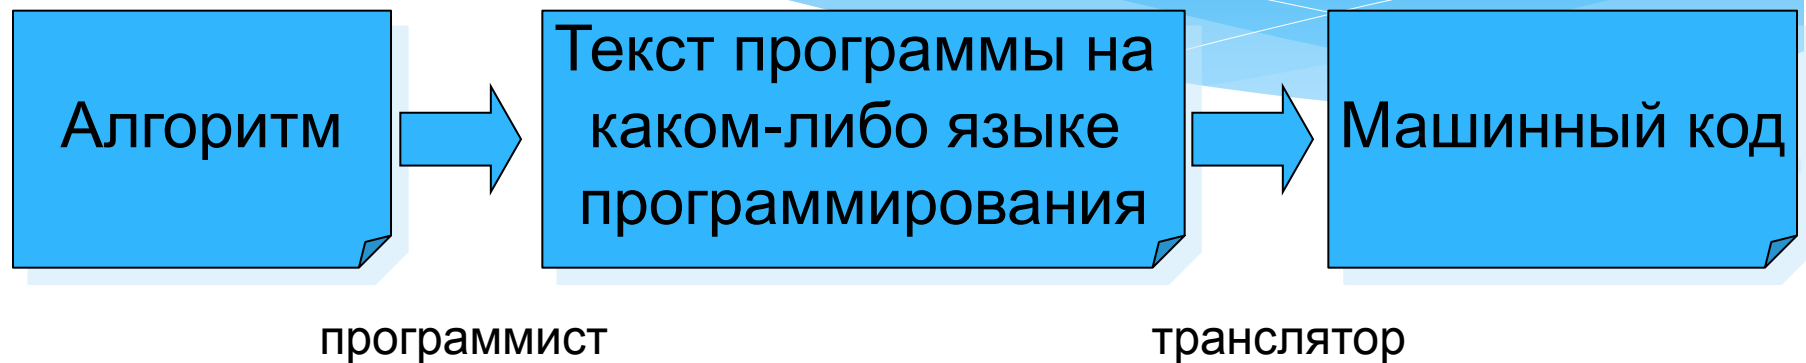 Алгоритм
Текст программы на
каком-либо языке
программирования
Машинный код
программист
транслятор